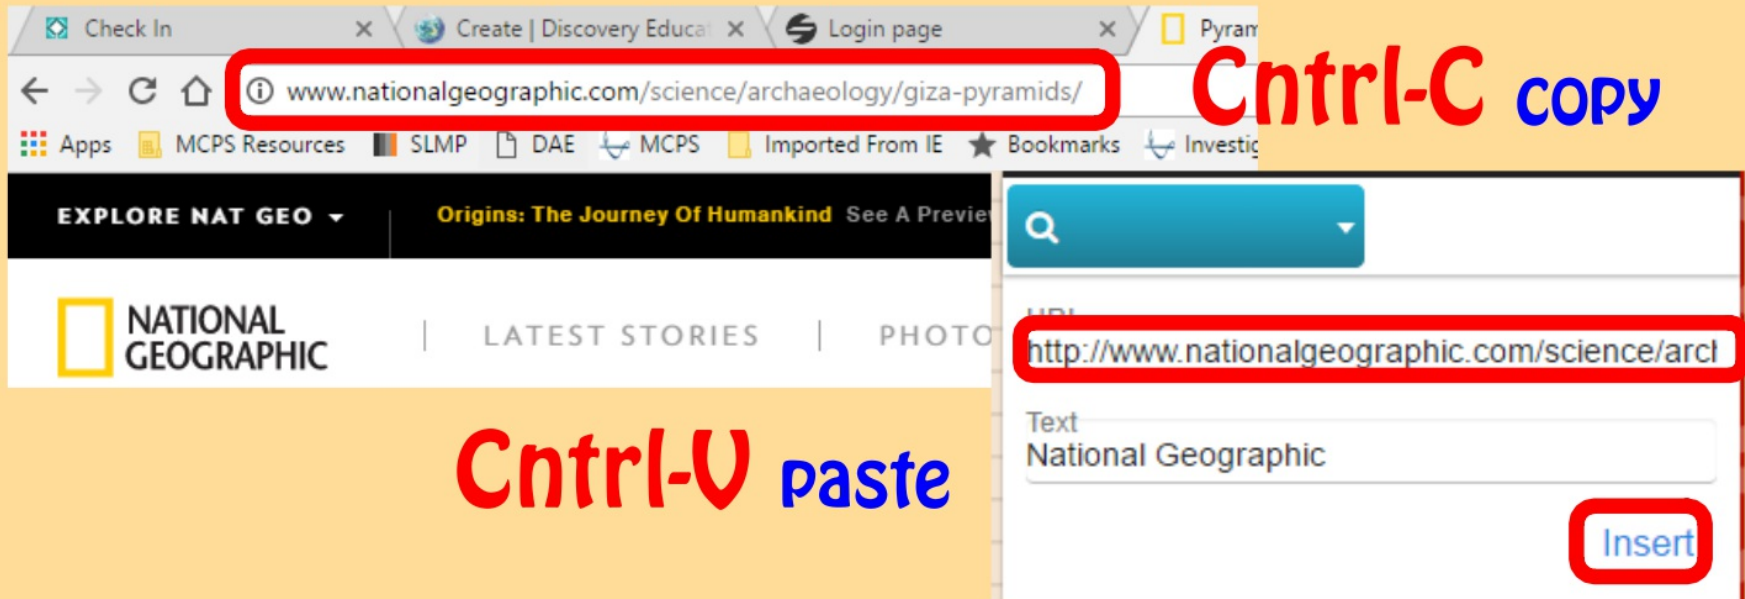 Check In
Create | Discovery Educat
Login page
Pyram
www.nationalgeographic.com/science/archaeology/giza-pyramids/
Cntrl-C copy
Apps
MCPS Resources
SLMP
DAE
MCPS
Imported From IE
Bookmarks
Investig
EXPLORE NAT GEO
Origins: The Journey Of Humankind See A Previe
NATIONAL
GEOGRAPHIC
LATEST STORIES
PHOTO
URL
http://www.nationalgeographic.com/science/arch
Text
National Geographic
Cntrl-V paste
Insert